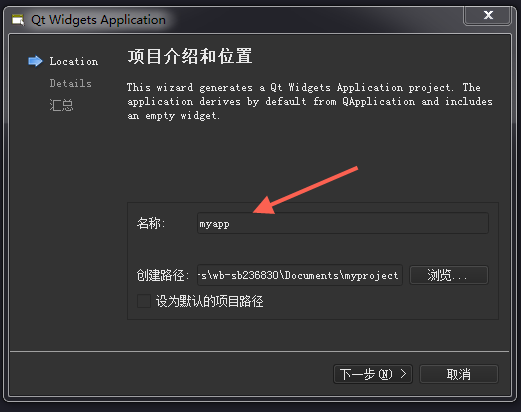 Qt Widgets Application
Location
Details
汇总
项目介绍和位置
This wizard generates a Qt Widgets Application project. The
application derives by default from QApplication and includes
an empty widget.
名称:
myapp
创建路径:
s\wb-sb236830\Documents\myproject
浏览...
设为默认的项目路径
下一步(N) >
取消